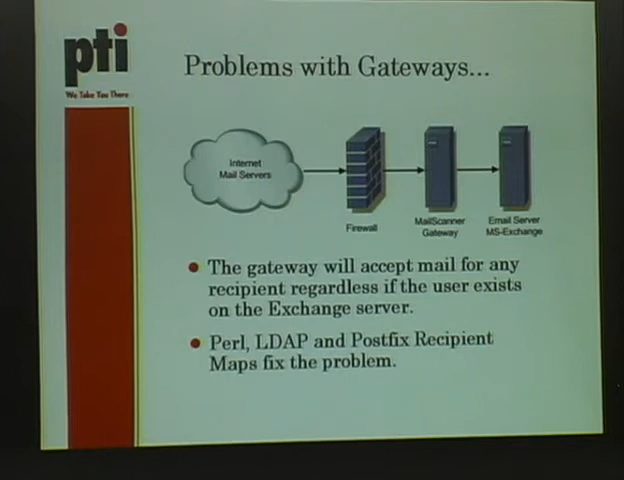 pti
We Take You There
Problems with Gateways...
Internet
Mail Servers
Firewall
MailScanner
Gateway
Email Server
MS-Exchange
The gateway will accept mail for any
recipient regardless if the user exists
on the Exchange server.
Perl, LDAP and Postfix Recipient
Maps fix the problem.